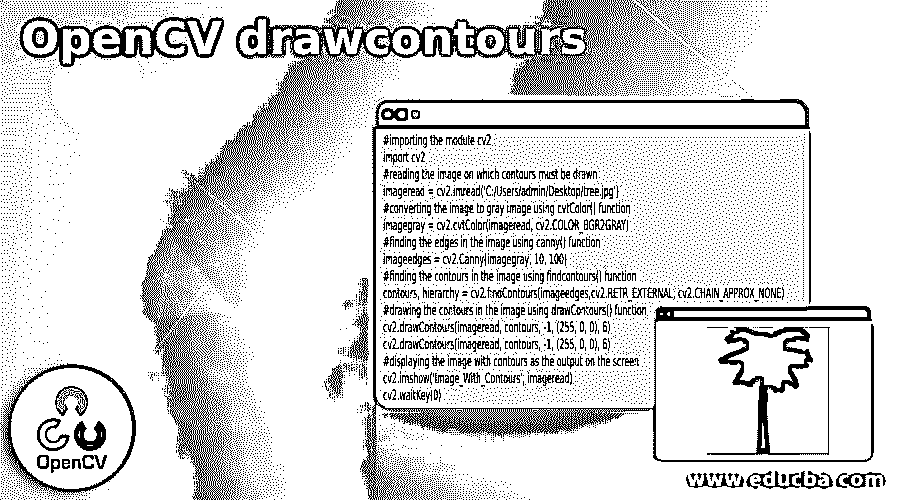 OpenCV drawcontours
#importing the module cv2
import cv2
#reading the image on which contours must be drawn
imageread = cv2.imread('C:/Users/admin/Desktop/tree.jpg')
#converting the image to gray image using cvtColor() function
imagegray = cv2.cvtColor(imageread, cv2.COLOR_BGR2GRAY)
#finding the edges in the image using canny() function
imageedges = cv2.Canny(imagegray, 10, 100)
#finding the contours in the image using findcontours() function
contours, hierarchy = cv2.findContours(imageedges,cv2.RETR_EXTERNAL, cv2.CHAIN_APPROX_NONE)
#drawing the contours in the image using drawContours() function
cv2.drawContours(imageread, contours, -1, (255, 0, 0), 6)
cv2.drawContours(imageread, contours, -1, (255, 0, 0), 6)
#displaying the image with contours as the output on the screen
cv2.imshow('Image_With_Contours', imageread)
cv2.waitKey(0)
OpenCV
www.educba.com